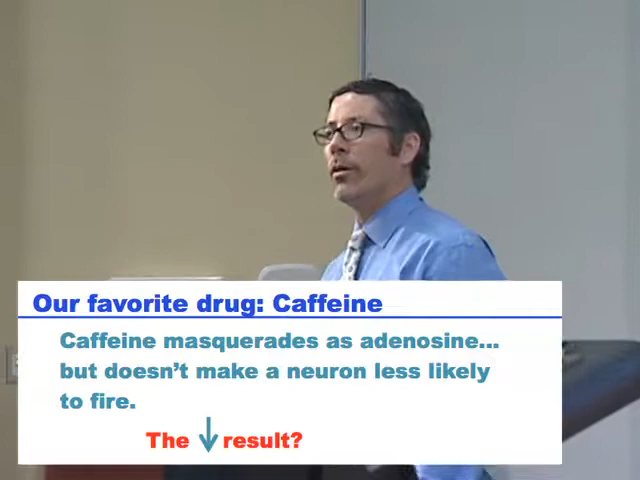 Our favorite drug: Caffeine
Caffeine masquerades as adenosine...
but doesn't make a neuron less likely
to fire.
The ↓ result?